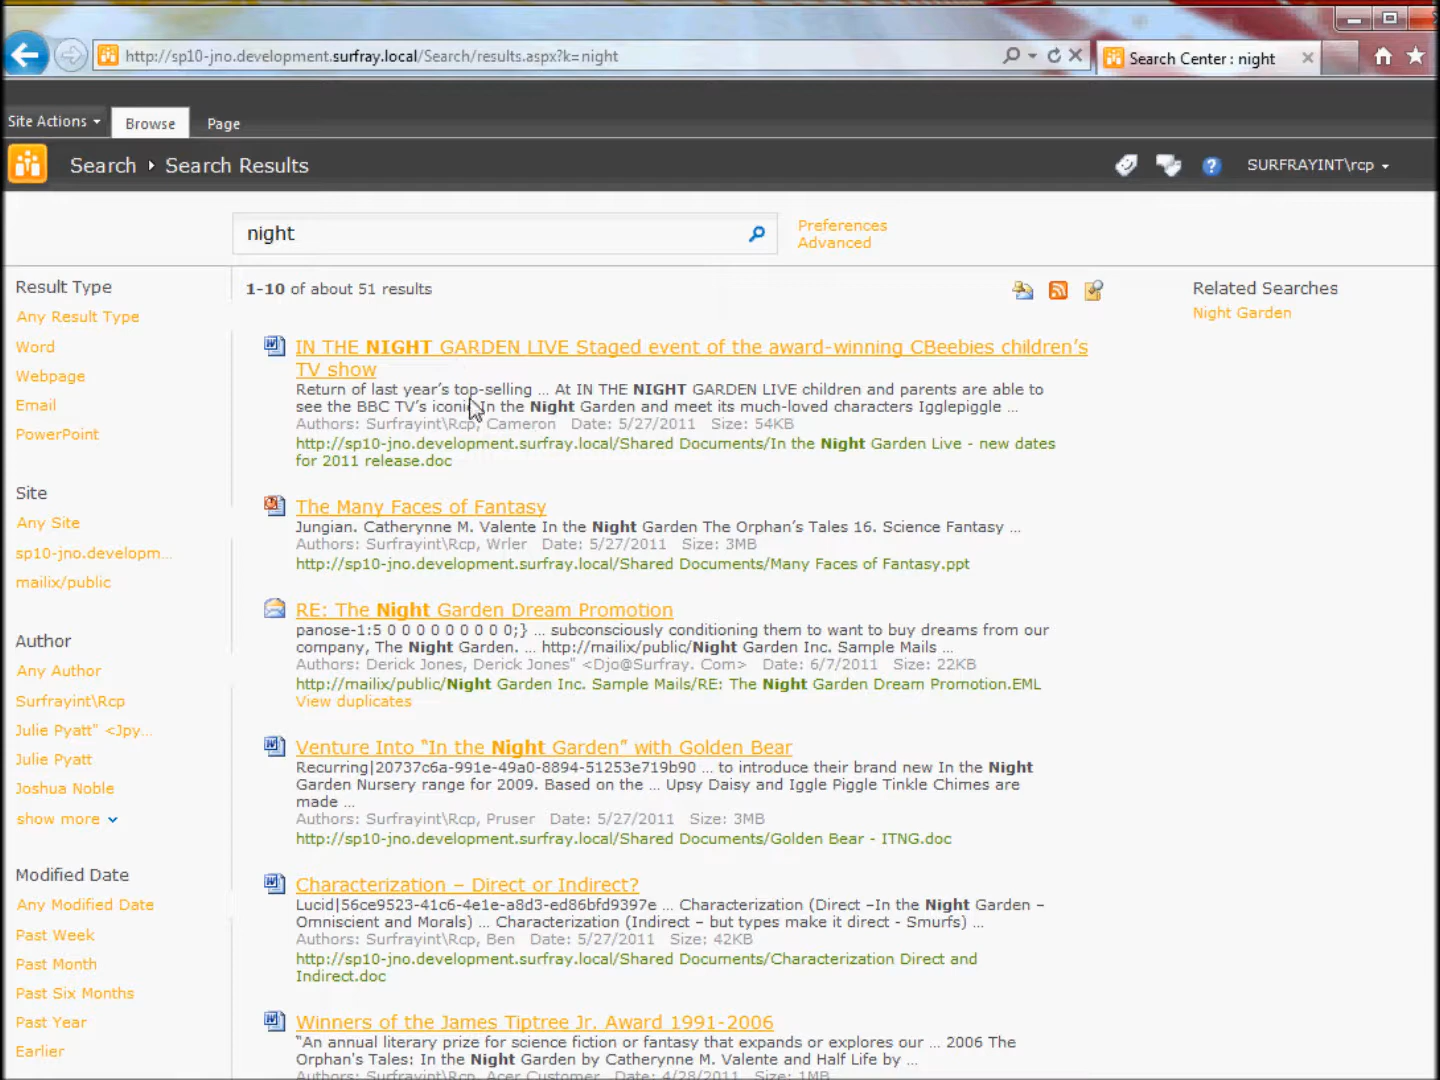 http://sp10-jno.development.surfray.local/Search/results.aspx?k=night
Search Center : night
Site Actions
Browse
Page
Search
Search Results
SURFRAYINT\rcp
night
Preferences
Advanced
Result Type
Any Result Type
Word
Webpage
Email
PowerPoint
Site
Any Site
sp10-jno.developm...
mailix/public
Author
Any Author
Surfrayint\Rcp
Julie Pyatt" <Jpy...
Julie Pyatt
Joshua Noble
show more
Modified Date
Any Modified Date
Past Week
Past Month
Past Six Months
Past Year
Earlier
1-10 of about 51 results
IN THE NIGHT GARDEN LIVE Staged event of the award-winning CBeebies children's
TV show
Return of last year's top-selling ... At IN THE NIGHT GARDEN LIVE children and parents are able to
see the BBC TV's iconic In the Night Garden and meet its much-loved characters Igglepiggle ...
Authors: Surfrayint\Rcp, Cameron Date: 5/27/2011 Size: 54KB
http://sp10-jno.development.surfray.local/Shared Documents/In the Night Garden Live - new dates
for 2011 release.doc
The Many Faces of Fantasy
Jungian. Catherynne M. Valente In the Night Garden The Orphan's Tales 16. Science Fantasy ...
Authors: Surfrayint\Rcp, Wrler Date: 5/27/2011 Size: 3MB
http://sp10-jno.development.surfray.local/Shared Documents/Many Faces of Fantasy.ppt
RE: The Night Garden Dream Promotion
panose-1:5 0 0 0 0 0 0 0 0 0;} ... subconsciously conditioning them to want to buy dreams from our
company, The Night Garden. ... http://mailix/public/Night Garden Inc. Sample Mails ...
Authors: Derick Jones, Derick Jones" <Djo@Surfray. Com> Date: 6/7/2011 Size: 22KB
http://mailix/public/Night Garden Inc. Sample Mails/RE: The Night Garden Dream Promotion.EML
View duplicates
Venture Into "In the Night Garden" with Golden Bear
Recurring|20737c6a-991e-49a0-8894-51253e719b90 ... to introduce their brand new In the Night
Garden Nursery range for 2009. Based on the ... Upsy Daisy and Iggle Piggle Tinkle Chimes are
made ...
Authors: Surfrayint\Rcp, Pruser Date: 5/27/2011 Size: 3MB
http://sp10-jno.development.surfray.local/Shared Documents/Golden Bear - ITNG.doc
Characterization – Direct or Indirect?
Lucid|56ce9523-41c6-4e1e-a8d3-ed86bfd9397e ... Characterization (Direct –In the Night Garden –
Omniscient and Morals) ... Characterization (Indirect – but types make it direct - Smurfs) ...
Authors: Surfrayint\Rcp, Ben Date: 5/27/2011 Size: 42KB
http://sp10-jno.development.surfray.local/Shared Documents/Characterization Direct and
Indirect.doc
Winners of the James Tiptree Jr. Award 1991-2006
"An annual literary prize for science fiction or fantasy that expands or explores our ... 2006 The
Orphan's Tales: In the Night Garden by Catherynne M. Valente and Half Life by ...
Authors: Surfrayint\Rcp, Acer Customer Date: 4/28/2011 Size: 1MB
Related Searches
Night Garden